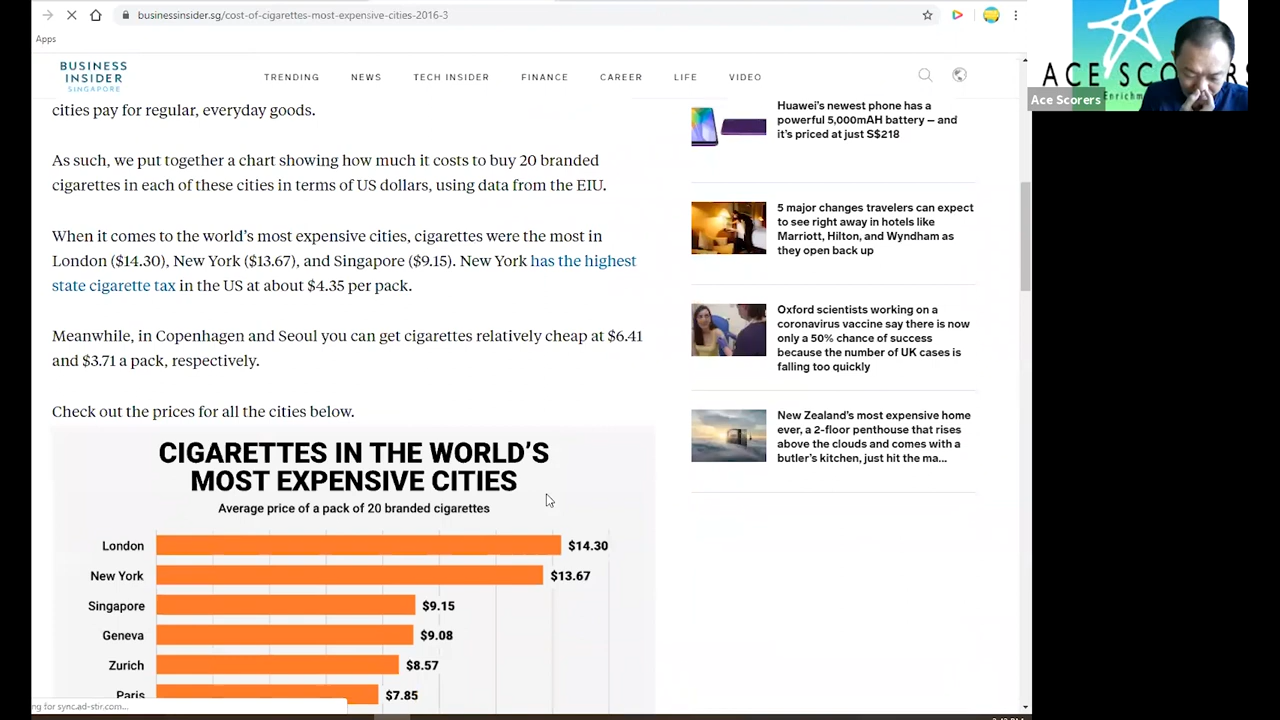 businessinsider.sg/cost-of-cigarettes-most-expensive-cities-2016-3
Apps
BUSINESS
INSIDER
SINGAPORE
TRENDING NEWS TECH INSIDER FINANCE CAREER LIFE VIDEO
cities pay for regular, everyday goods.
As such, we put together a chart showing how much it costs to buy 20 branded
cigarettes in each of these cities in terms of US dollars, using data from the EIU.
When it comes to the world's most expensive cities, cigarettes were the most in
London ($14.30), New York ($13.67), and Singapore ($9.15). New York has the highest
state cigarette tax in the US at about $4.35 per pack.
Meanwhile, in Copenhagen and Seoul you can get cigarettes relatively cheap at $6.41
and $3.71 a pack, respectively.
Check out the prices for all the cities below.
CIGARETTES IN THE WORLD'S
MOST EXPENSIVE CITIES
Average price of a pack of 20 branded cigarettes
London $14.30
New York $13.67
Singapore $9.15
Geneva $9.08
Zurich $8.57
Paris $7.85
ng for sync.ad-stir.com...
Huawei's newest phone has a
powerful 5,000mAH battery – and
it's priced at just S$218
5 major changes travelers can expect
to see right away in hotels like
Marriott, Hilton, and Wyndham as
they open back up
Oxford scientists working on a
coronavirus vaccine say there is now
only a 50% chance of success
because the number of UK cases is
falling too quickly
New Zealand's most expensive home
ever, a 2-floor penthouse that rises
above the clouds and comes with a
butler's kitchen, just hit the ma...
ACE SCO
Ace Scorers